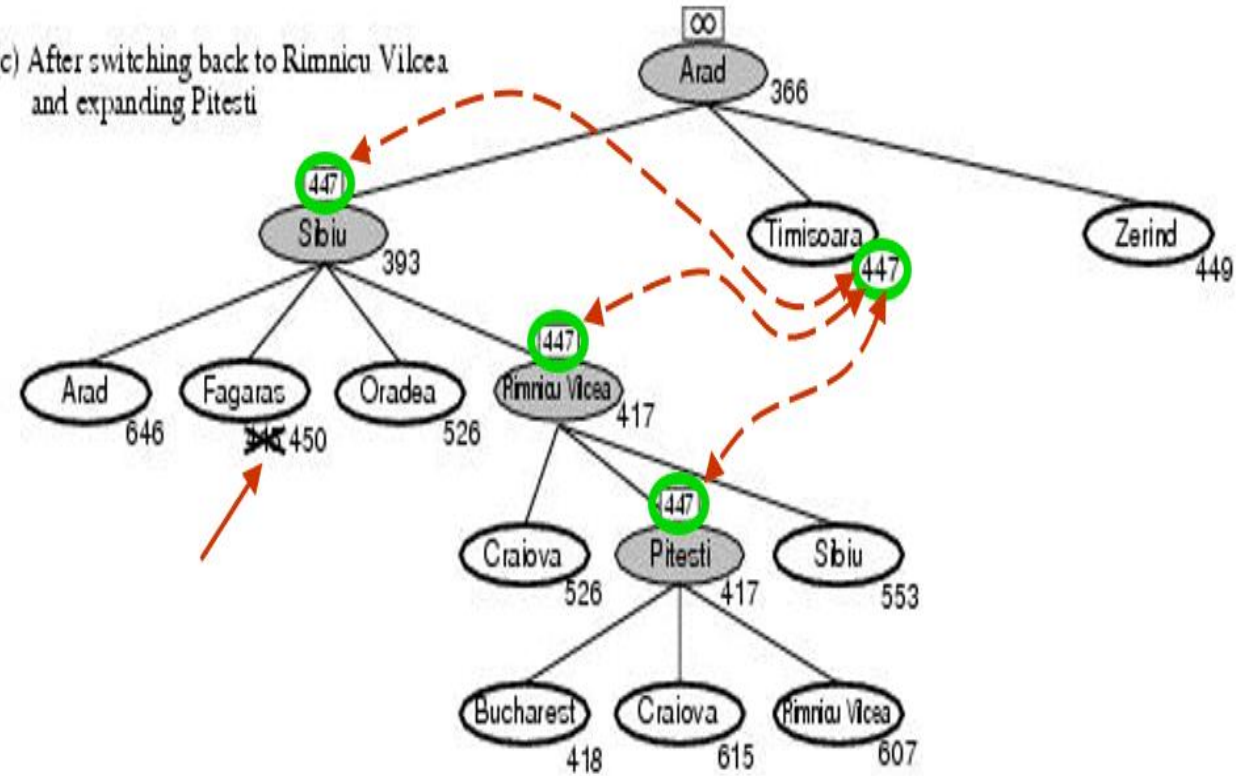 ∞
c) After switching back to Rimnicu Vilcea
and expanding Pitesti
Arad
366
447
Sibiu
393
Timisoara
447
Zerind
449
447
Arad
646
Fagaras
450
Oradea
526
Rimnicu Vilcea
417
447
Craiova
526
Pitesti
417
Sibiu
553
Bucharest
418
Craiova
615
Rimnicu Vilcea
607